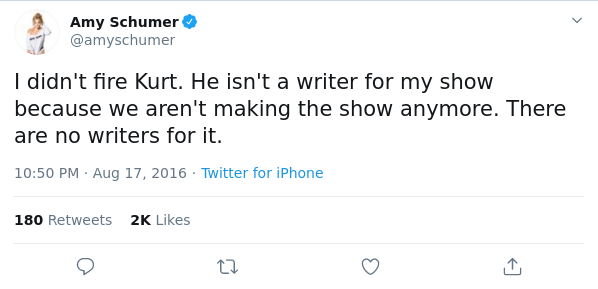 Amy Schumer
@amyschumer
I didn't fire Kurt. He isn't a writer for my show
because we aren't making the show anymore. There
are no writers for it.
10:50 PM · Aug 17, 2016 · Twitter for iPhone
180 Retweets 2K Likes